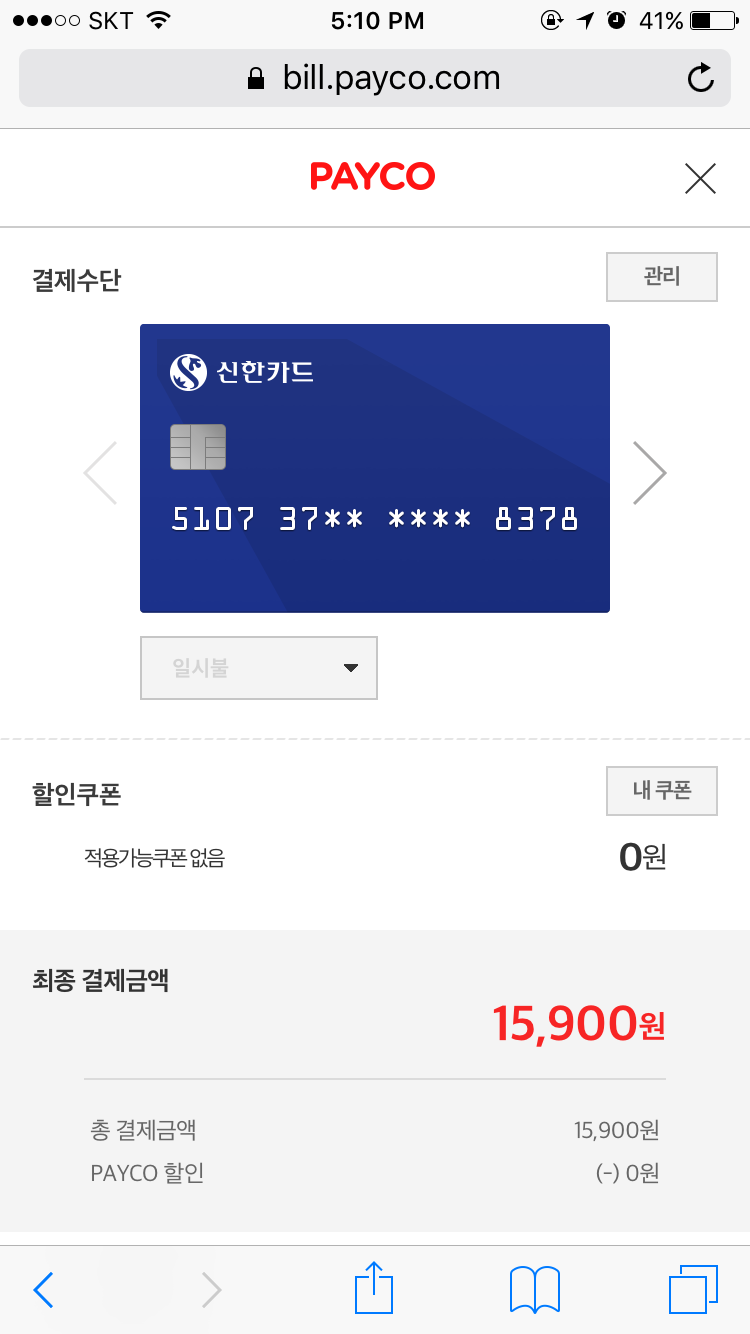 SKT 5:10 PM 41%
bill.payco.com
PAYCO
결제수단 관리
신한카드
5107 37** **** 8378
일시불
할인쿠폰 내 쿠폰
적용가능쿠폰 없음 0원
최종 결제금액
15,900원
총 결제금액 15,900원
PAYCO 할인 (-) 0원